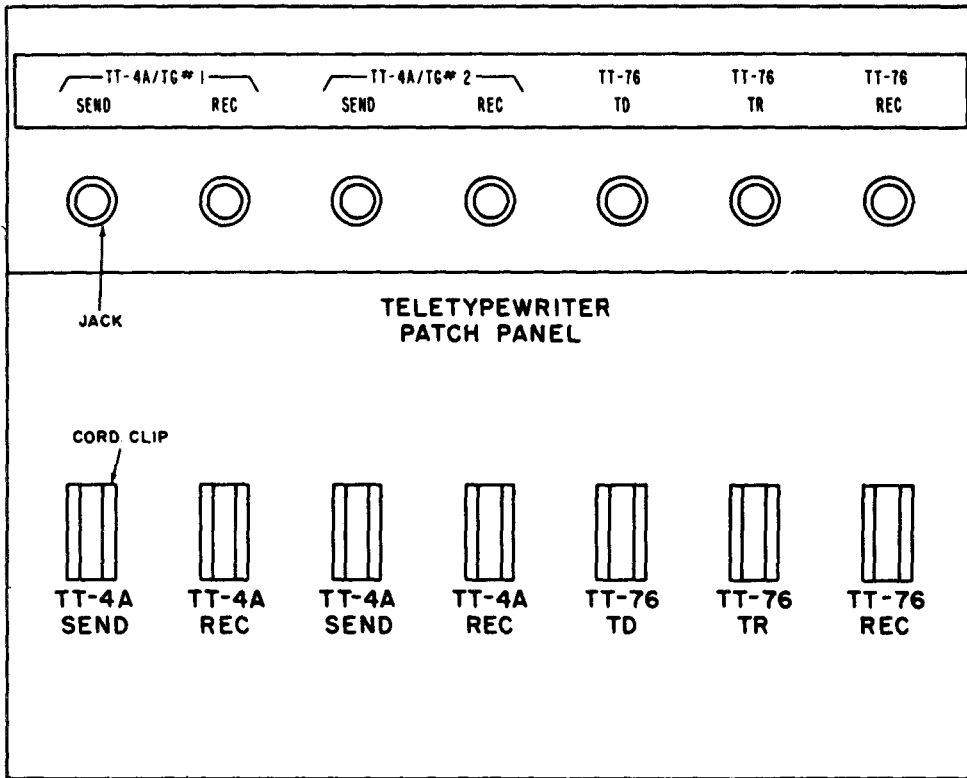 TT-4A/TG# 1 TT-4A/TG# 2 TT-76 TT-76 TT-76
SEND REC SEND REC TD TR REC
JACK
TELETYPEWRITER
PATCH PANEL
CORD CLIP
TT-4A TT-4A TT-4A TT-4A TT-76 TT-76 TT-76
SEND REC SEND REC TD TR REC